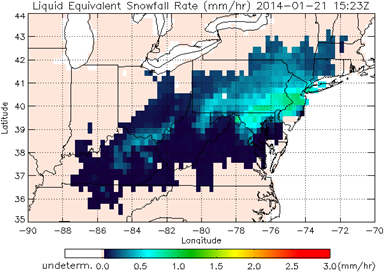 Liquid Equivalent Snowfall Rate (mm/hr) 2014-01-21 15:23Z
44
43
42
41
40
39
38
37
36
35
Latitude
-90 -88 -86 -84 -82 -80 -78 -76 -74 -72 -70
Longitude
undeterm. 0.0 0.5 1.0 1.5 2.0 2.5 3.0(mm/hr)